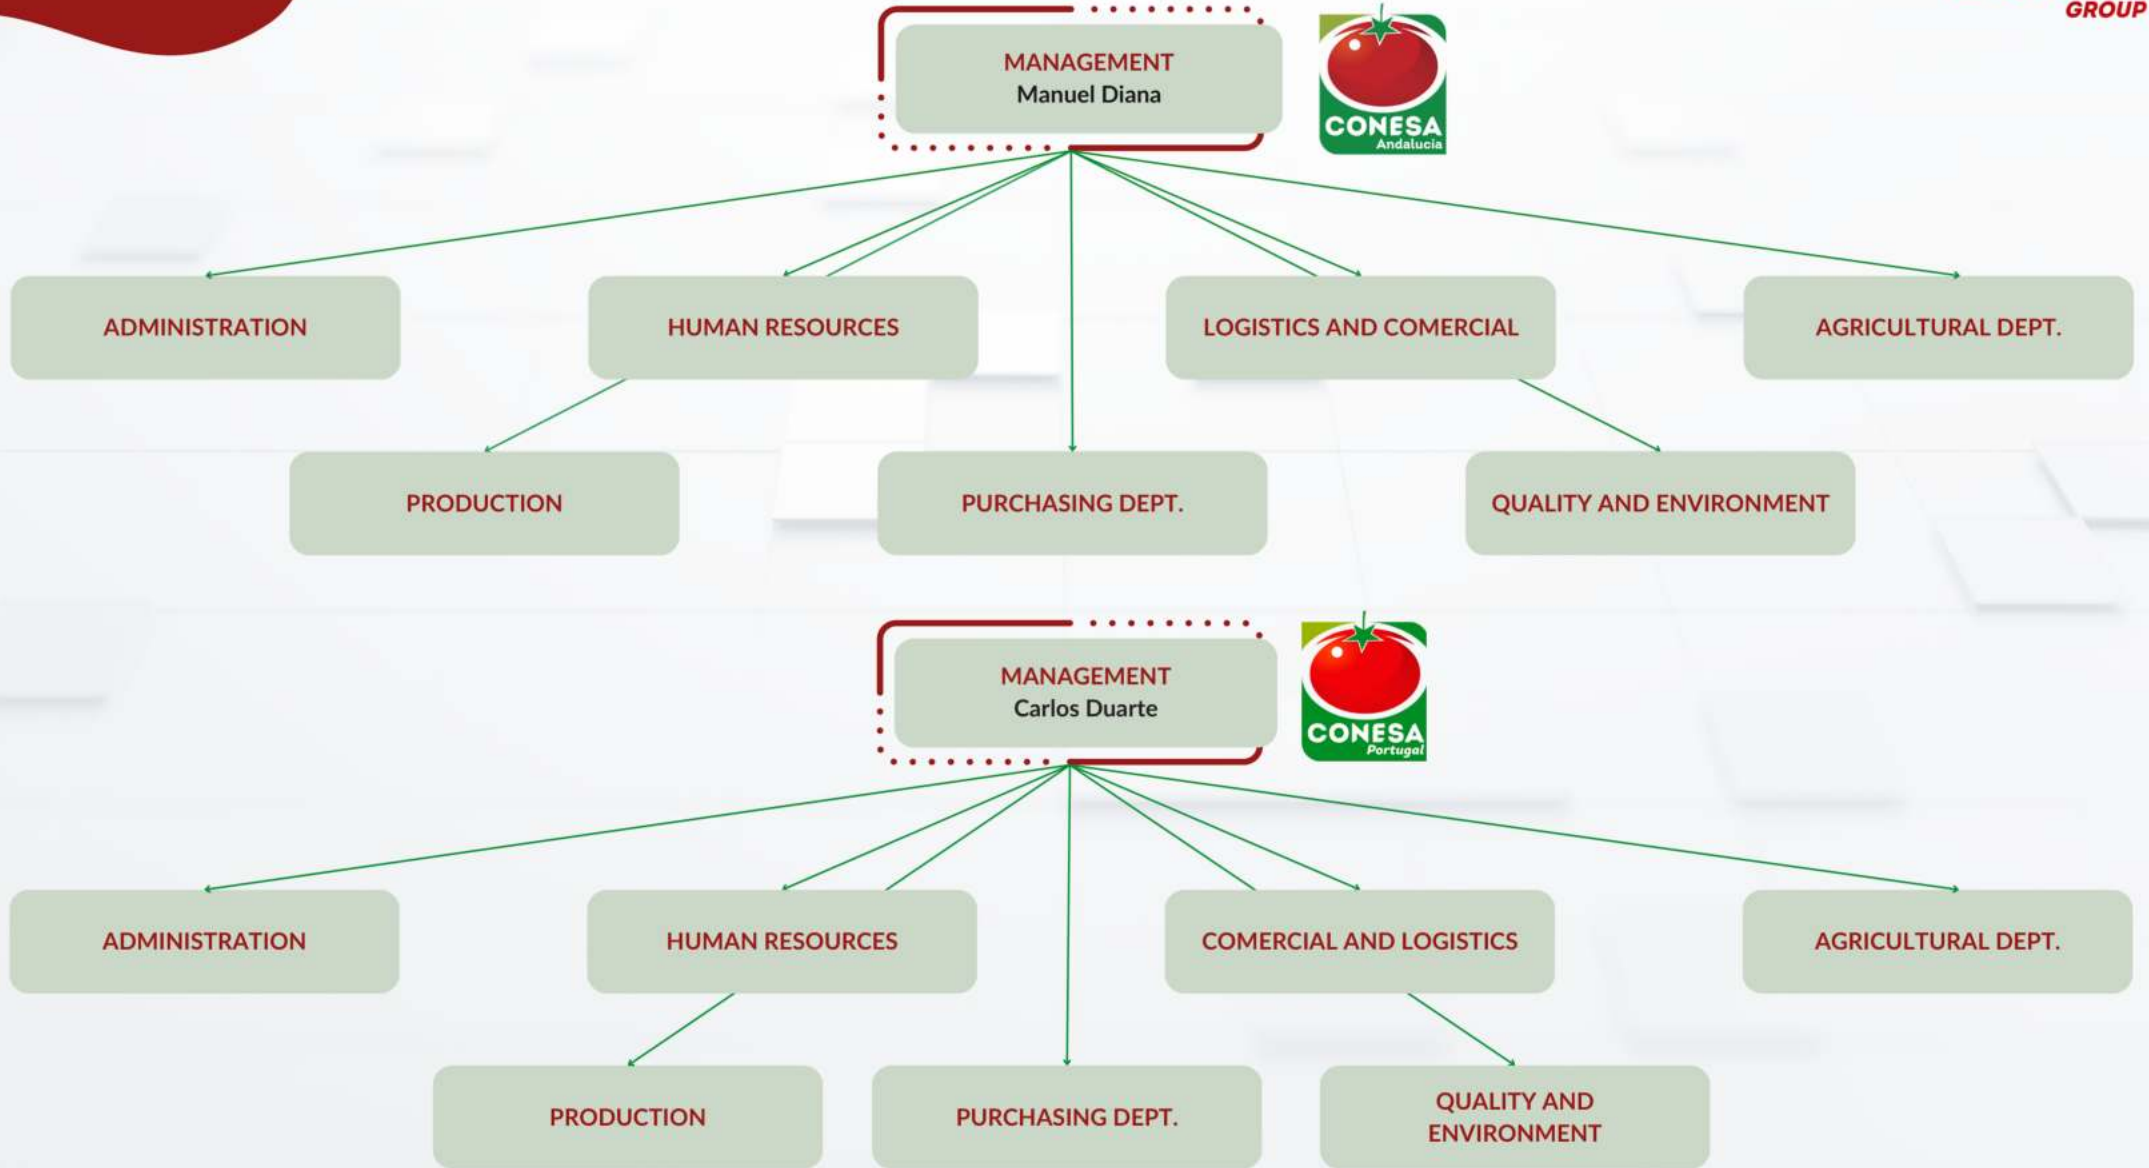 GROUP
MANAGEMENT
Manuel Diana
CONESA
Andalucía
ADMINISTRATION
HUMAN RESOURCES
LOGISTICS AND COMERCIAL
AGRICULTURAL DEPT.
PRODUCTION
PURCHASING DEPT.
QUALITY AND ENVIRONMENT
MANAGEMENT
Carlos Duarte
CONESA
Portugal
ADMINISTRATION
HUMAN RESOURCES
COMERCIAL AND LOGISTICS
AGRICULTURAL DEPT.
PRODUCTION
PURCHASING DEPT.
QUALITY AND
ENVIRONMENT